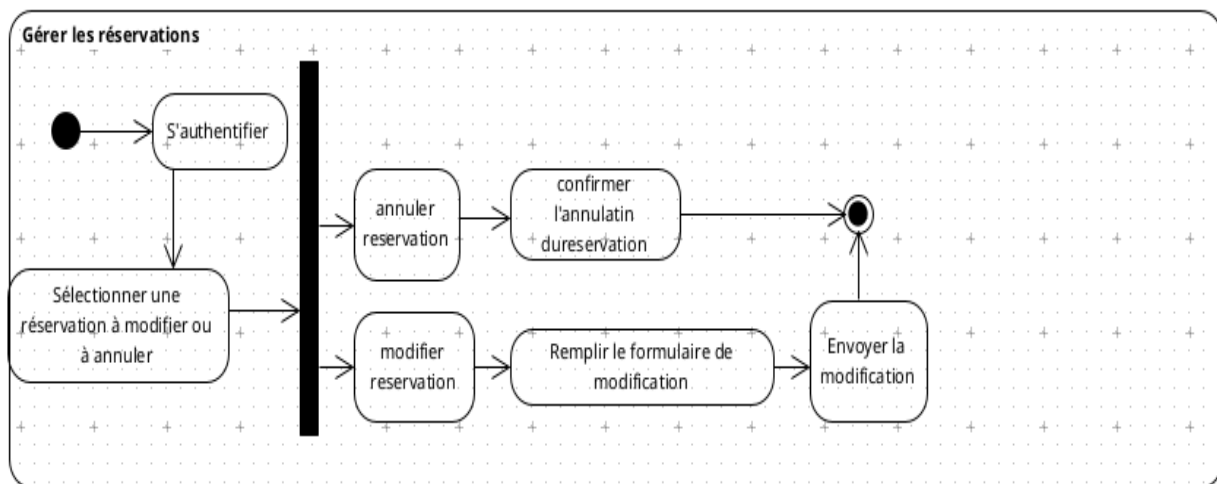 Gérer les réservations
S'authentifier
Sélectionner une
réservation à modifier ou
à annuler
annuler
reservation
confirmer
l'annulatin
dureservation
modifier
reservation
Remplir le formulaire de
modification
Envoyer la
modification